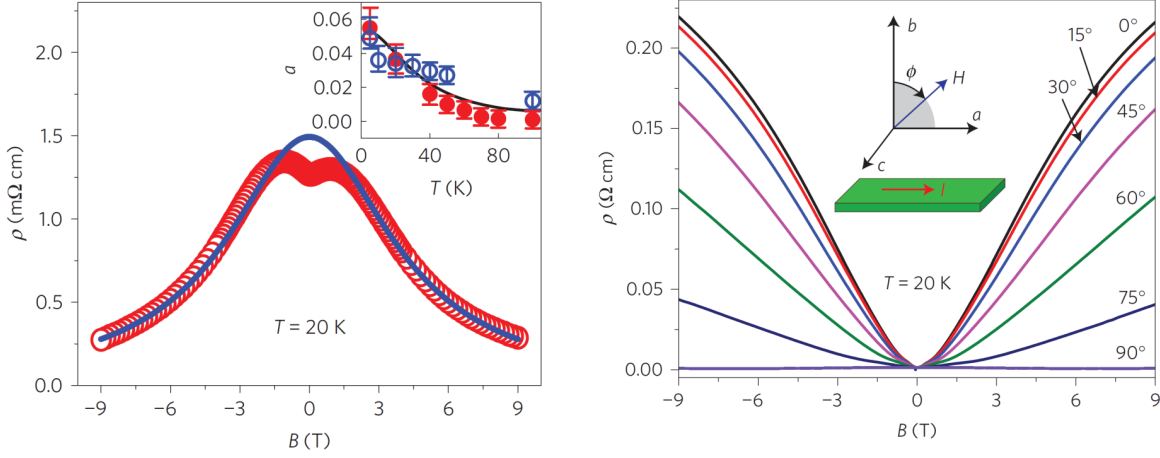 2.0
1.5
1.0
0.5
0.0
ρ (mΩ cm)
−9
−6
−3
0
3
6
9
B (T)
T = 20 K
0.06
0.04
0.02
0.00
a
0
40
80
T (K)
0.20
0.15
0.10
0.05
0.00
ρ (Ω cm)
−9
−6
−3
0
3
6
9
B (T)
T = 20 K
b
ϕ
H
a
c
I
0°
15°
30°
45°
60°
75°
90°